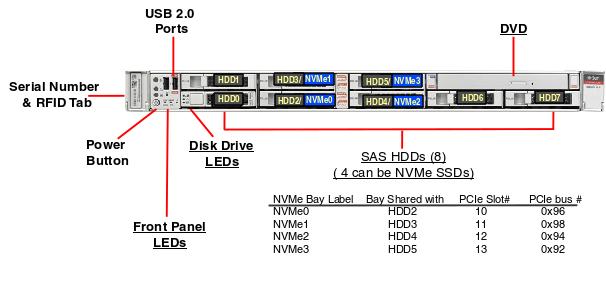 USB 2.0
Ports
DVD
Serial Number
& RFID Tab
HDD1
HDD3/ NVMe1
HDD5/ NVMe3
HDD0
HDD2/ NVMe0
HDD4/ NVMe2
HDD6
HDD7
Power
Button
Disk Drive
LEDs
SAS HDDs (8)
( 4 can be NVMe SSDs)
Front Panel
LEDs
NVMe Bay Label Bay Shared with PCIe Slot# PCIe bus #
NVMe0 HDD2 10 0x96
NVMe1 HDD3 11 0x98
NVMe2 HDD4 12 0x94
NVMe3 HDD5 13 0x92